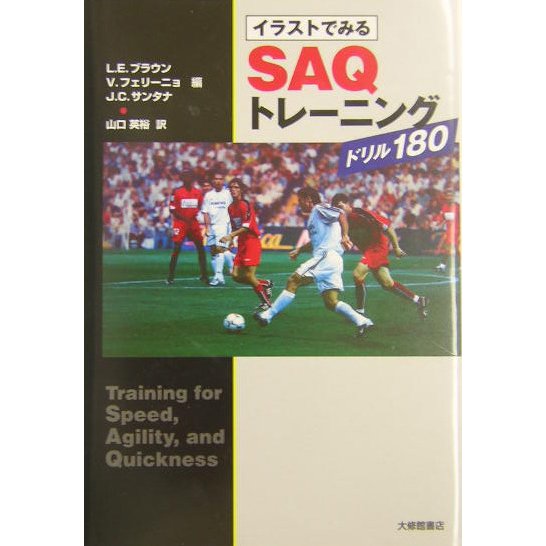 イラストでみる
SAQ
トレーニング
ドリル180
L.E.ブラウン
V.フェリーニョ 編
J.C.サンタナ
山口 英裕 訳
Training for
Speed,
Agility, and
Quickness
大修館書店